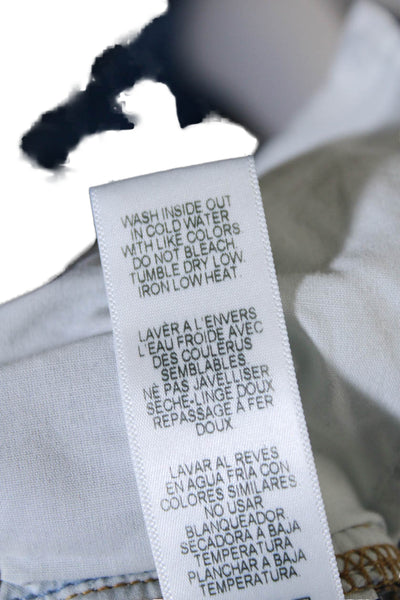 WASH INSIDE OUT
IN COLD WATER
WITH LIKE COLORS.
DO NOT BLEACH.
TUMBLE DRY LOW.
IRON LOW HEAT.
LAVER A L'ENVERS
L'EAU FROIDE AVEC
DES COULERUS
SEMBLABLES.
NE PAS JAVELLISER
SÈCHE-LINGE DOUX
REPASSAGE A FER
DOUX.
LAVAR AL REVÉS
EN AGUA FRIA CON
COLORES SIMILARES
NO USAR
BLANQUEADOR
SECADORA A BAJA
TEMPERATURA
PLANCHAR A BAJA
TEMPERATURA.